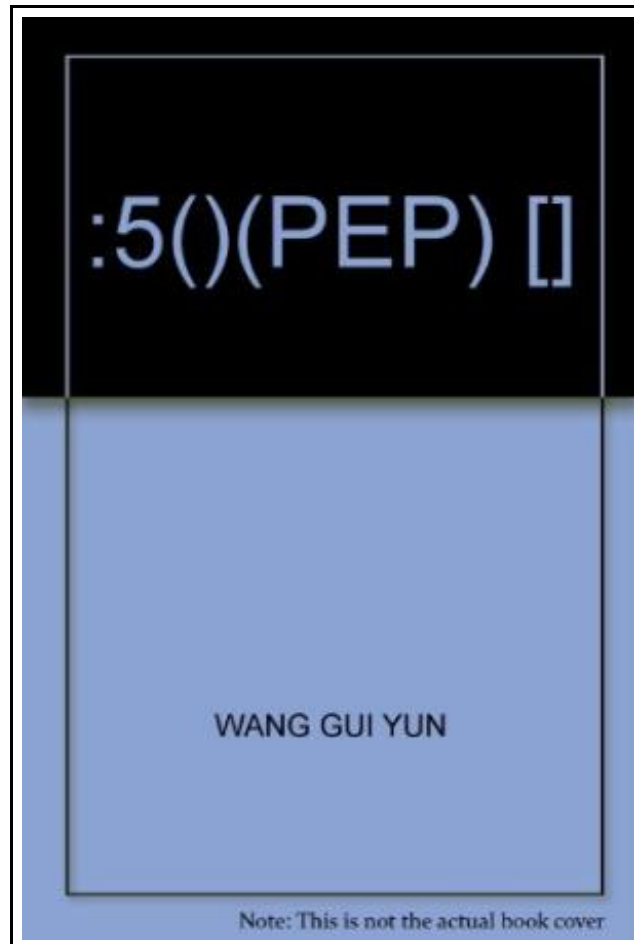 :5()(PEP) []
WANG GUI YUN
Note: This is not the actual book cover